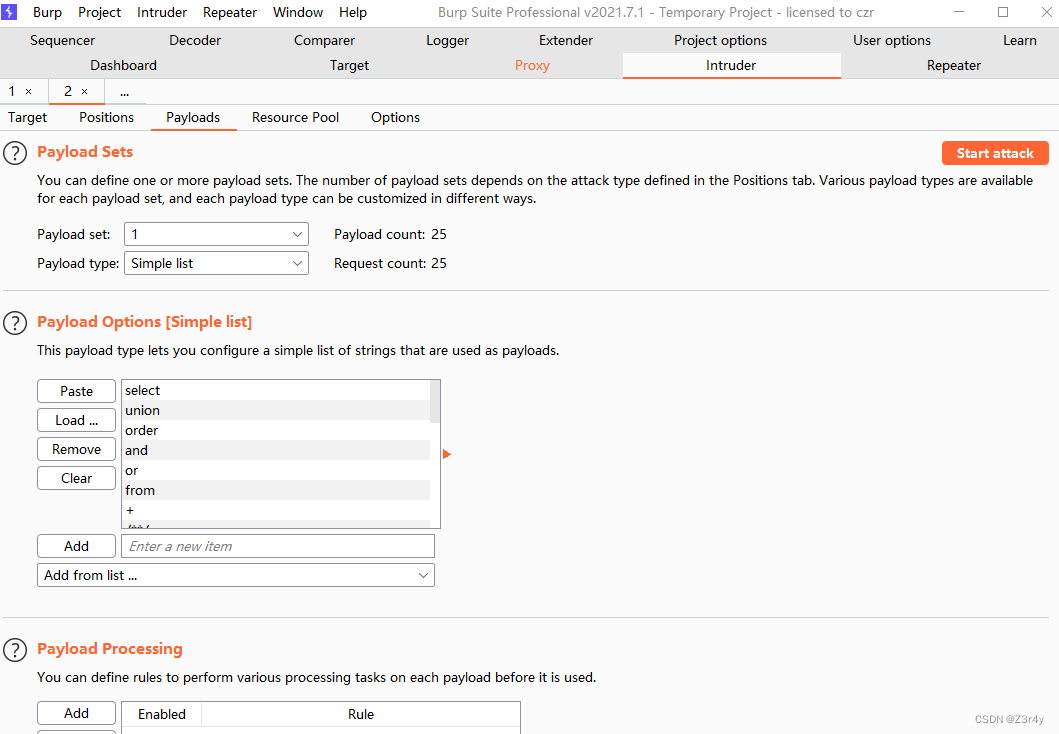 Burp Project Intruder Repeater Window Help Burp Suite Professional v2021.7.1 - Temporary Project - licensed to czr
Sequencer Decoder Comparer Logger Extender Project options User options Learn
Dashboard Target Proxy Intruder Repeater
1 × 2 × ...
Target Positions Payloads Resource Pool Options
? Payload Sets Start attack
You can define one or more payload sets. The number of payload sets depends on the attack type defined in the Positions tab. Various payload types are available
for each payload set, and each payload type can be customized in different ways.
Payload set: 1 Payload count: 25
Payload type: Simple list Request count: 25
? Payload Options [Simple list]
This payload type lets you configure a simple list of strings that are used as payloads.
Paste select
union
Load ... order
Remove and
or
Clear from
+
Add Enter a new item
Add from list ...
? Payload Processing
You can define rules to perform various processing tasks on each payload before it is used.
Add Enabled Rule
CSDN @Z3r4y